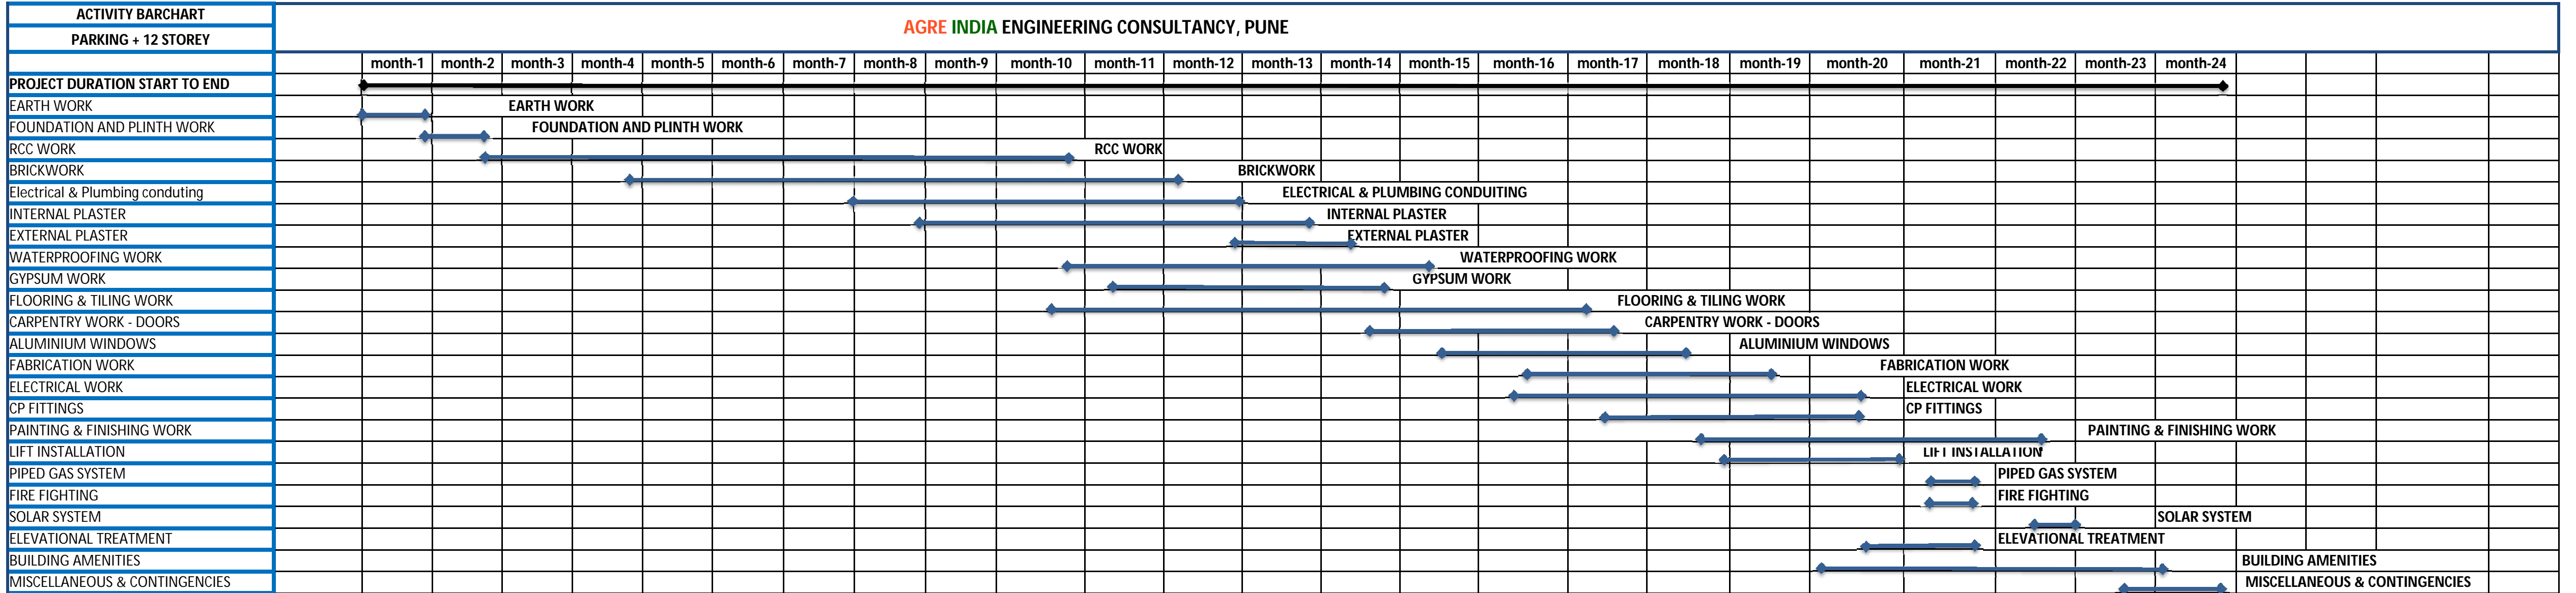 ACTIVITY BARCHART
PARKING + 12 STOREY
AGRE INDIA ENGINEERING CONSULTANCY, PUNE
month-1 month-2 month-3 month-4 month-5 month-6 month-7 month-8 month-9 month-10 month-11 month-12 month-13 month-14 month-15 month-16 month-17 month-18 month-19 month-20 month-21 month-22 month-23 month-24
PROJECT DURATION START TO END
EARTH WORK EARTH WORK
FOUNDATION AND PLINTH WORK FOUNDATION AND PLINTH WORK
RCC WORK RCC WORK
BRICKWORK BRICKWORK
Electrical & Plumbing conduting ELECTRICAL & PLUMBING CONDUITING
INTERNAL PLASTER INTERNAL PLASTER
EXTERNAL PLASTER EXTERNAL PLASTER
WATERPROOFING WORK WATERPROOFING WORK
GYPSUM WORK GYPSUM WORK
FLOORING & TILING WORK FLOORING & TILING WORK
CARPENTRY WORK - DOORS CARPENTRY WORK - DOORS
ALUMINIUM WINDOWS ALUMINIUM WINDOWS
FABRICATION WORK FABRICATION WORK
ELECTRICAL WORK ELECTRICAL WORK
CP FITTINGS CP FITTINGS
PAINTING & FINISHING WORK PAINTING & FINISHING WORK
LIFT INSTALLATION LIFT INSTALLATION
PIPED GAS SYSTEM PIPED GAS SYSTEM
FIRE FIGHTING FIRE FIGHTING
SOLAR SYSTEM SOLAR SYSTEM
ELEVATIONAL TREATMENT ELEVATIONAL TREATMENT
BUILDING AMENITIES BUILDING AMENITIES
MISCELLANEOUS & CONTINGENCIES MISCELLANEOUS & CONTINGENCIES